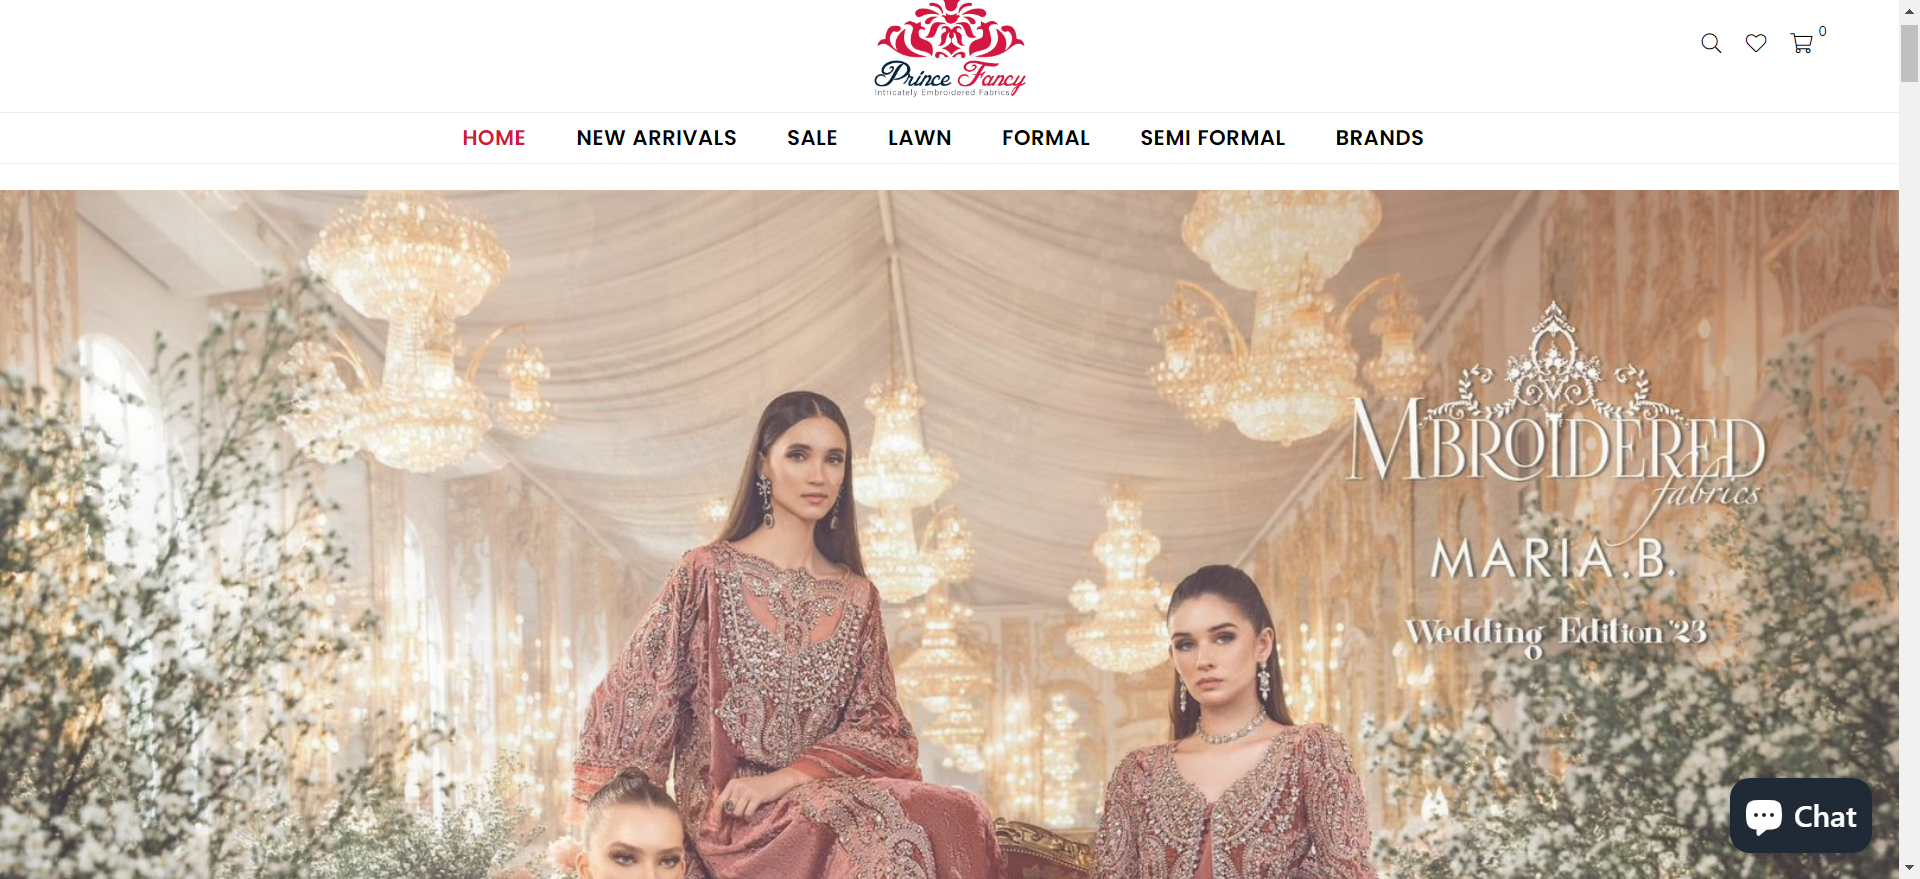 Prince Fancy
Intricately Embroidered Fabrics
0
HOME NEW ARRIVALS SALE LAWN FORMAL SEMI FORMAL BRANDS
MBROIDERED
fabrics
MARIA.B.
Wedding Edition '23
Chat